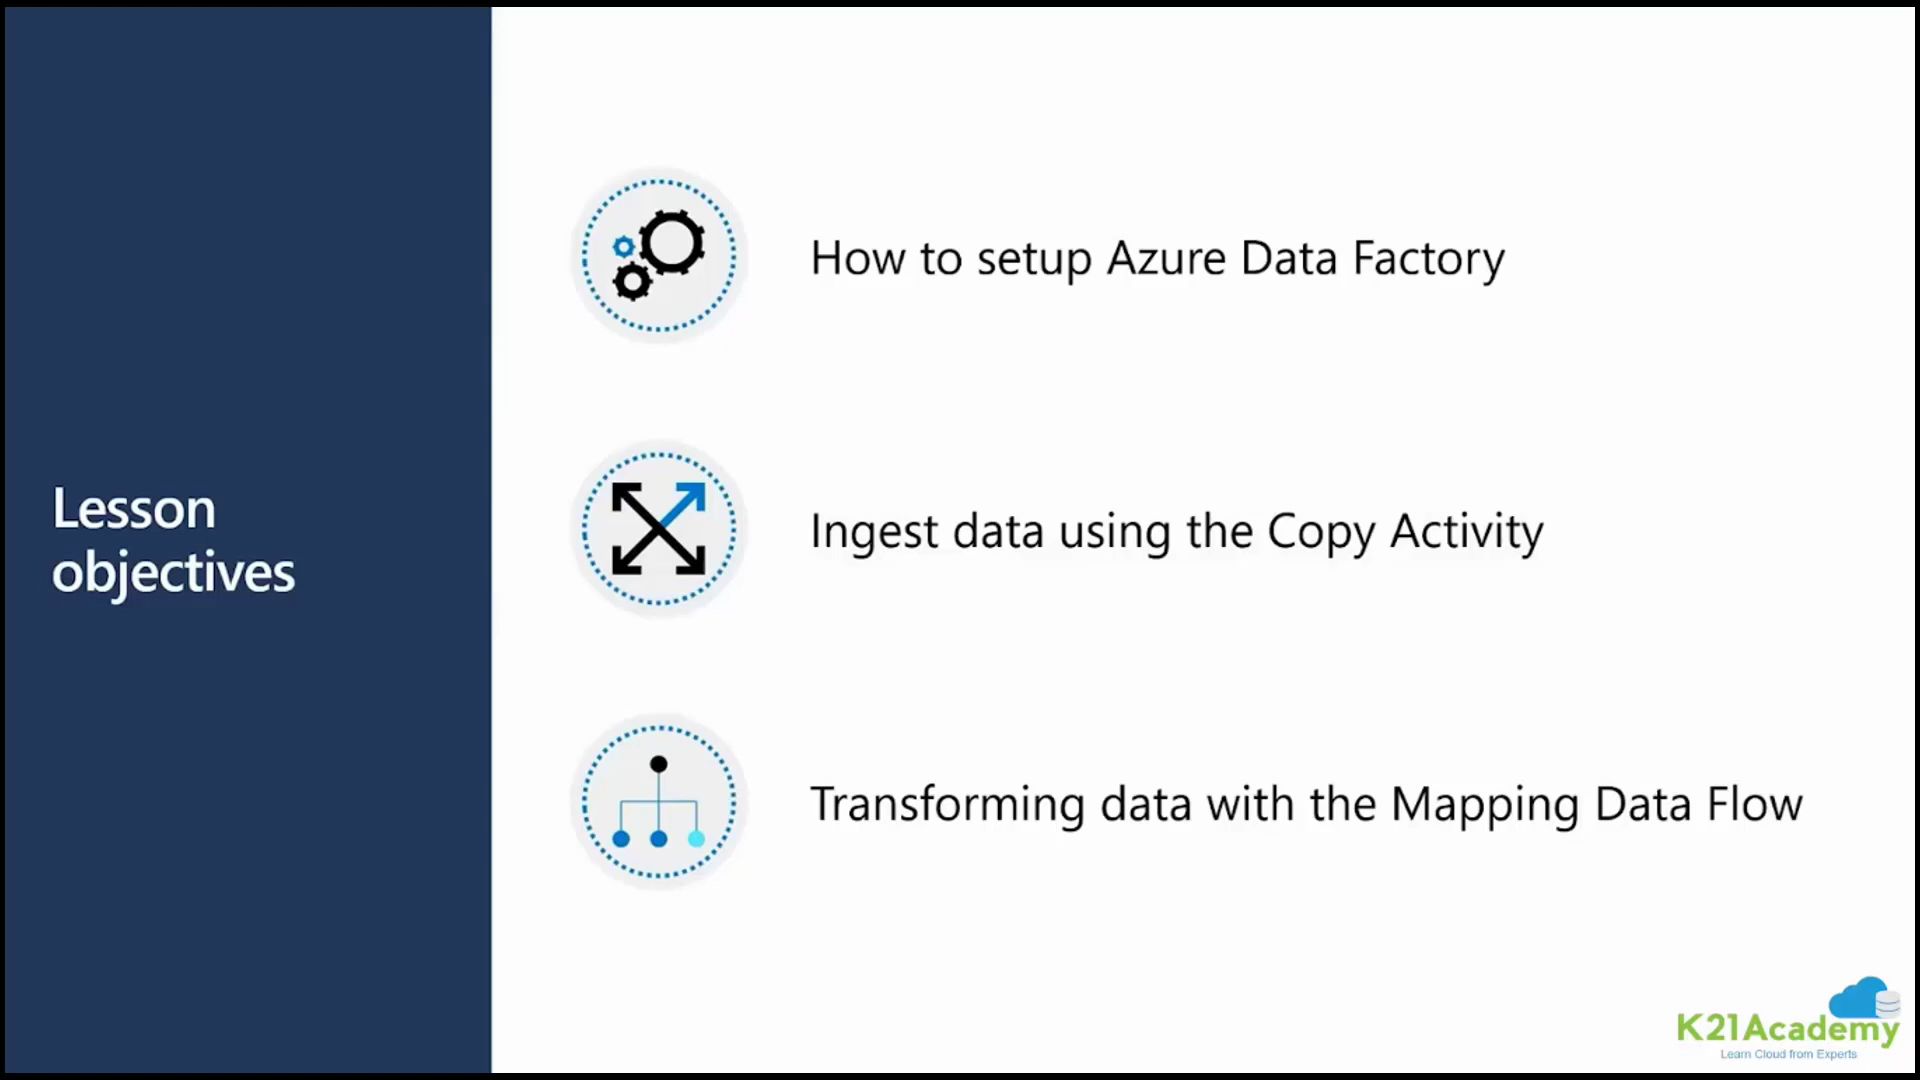 Lesson
objectives
How to setup Azure Data Factory
Ingest data using the Copy Activity
Transforming data with the Mapping Data Flow
K21Academy
Learn Cloud from Experts